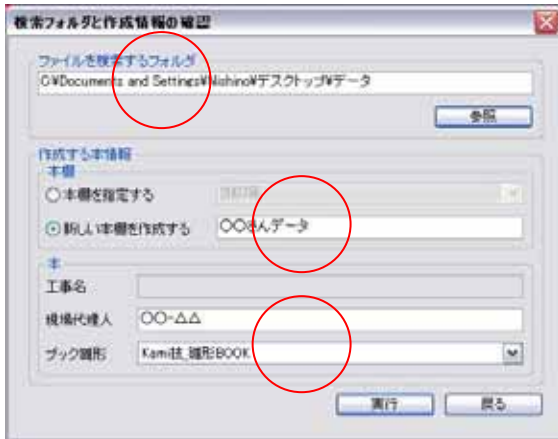 検索フォルダと作成情報の確認
ファイルを検索するフォルダ
C:¥Documents and Settings¥Nishino¥デスクトップ¥データ
参照
作成する本情報
本棚
本棚を指定する
新しい本棚を作成する
〇〇さんデータ
本
工事名
現場代理人
〇〇-△△
ブック雛形
Kami技_雛形BOOK
実行
戻る